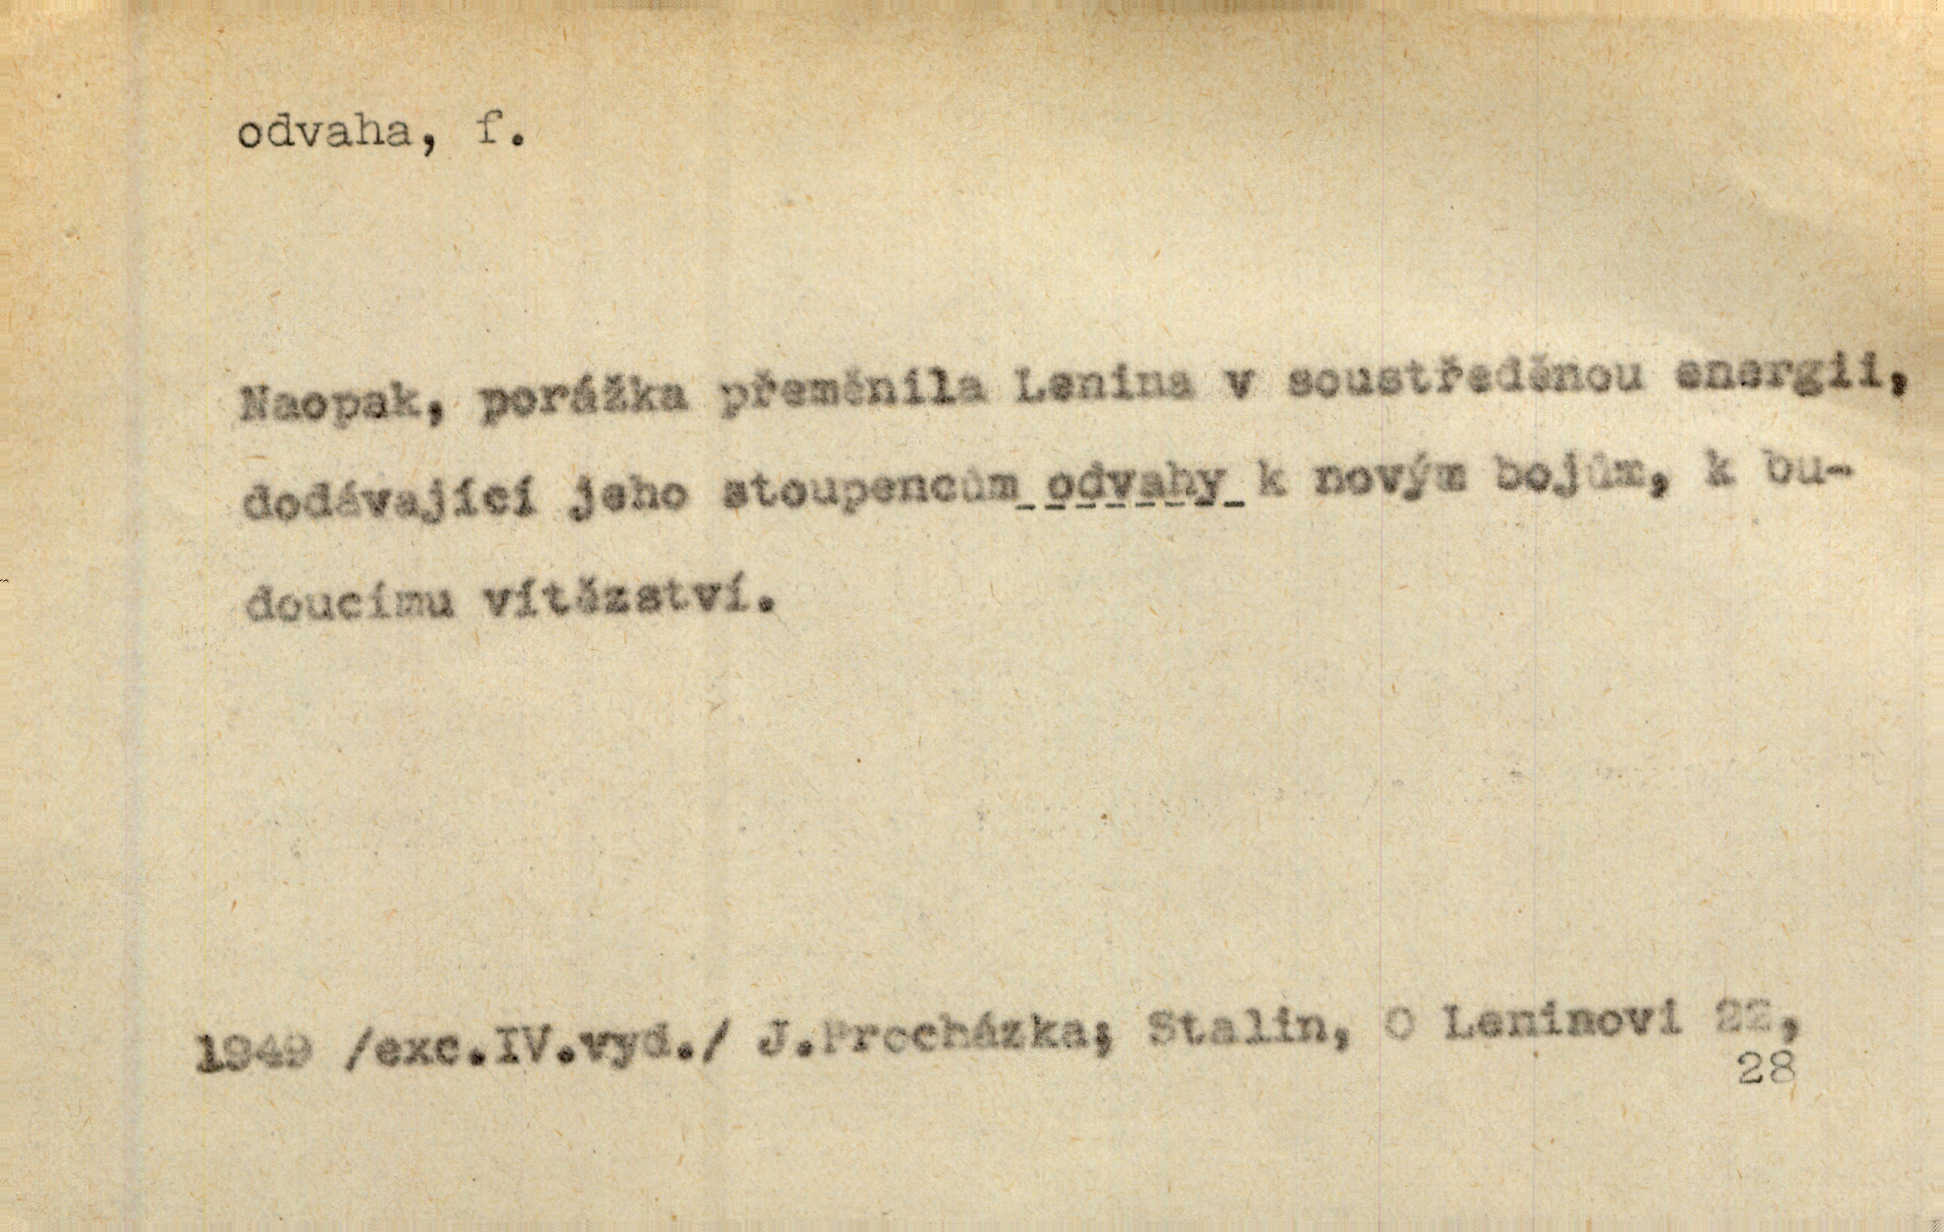 odvaha, f.
Naopak, porážka přeměnila Lenina v soustředěnou energii,
dodávající jeho stoupencům odvahy k novým bojům, k bu-
doucímu vítězství.
1949 /exc.IV.vyd./ J.Procházka; Stalin, O Leninovi 22,
28